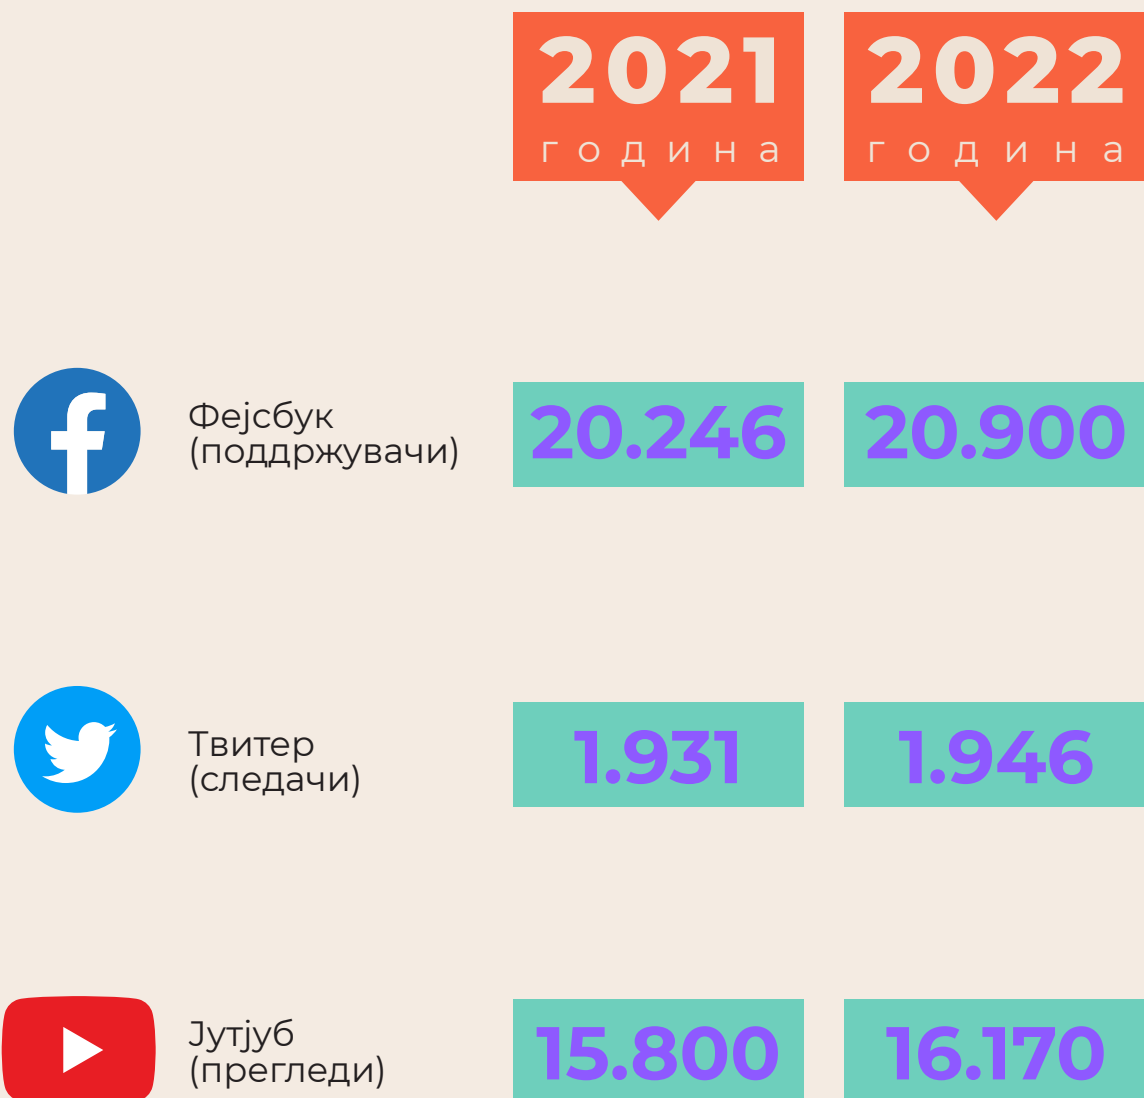 2021
година
2022
година
Фејсбук
(поддржувачи)
20.246
20.900
Твитер
(следачи)
1.931
1.946
Јутјуб
(прегледи)
15.800
16.170